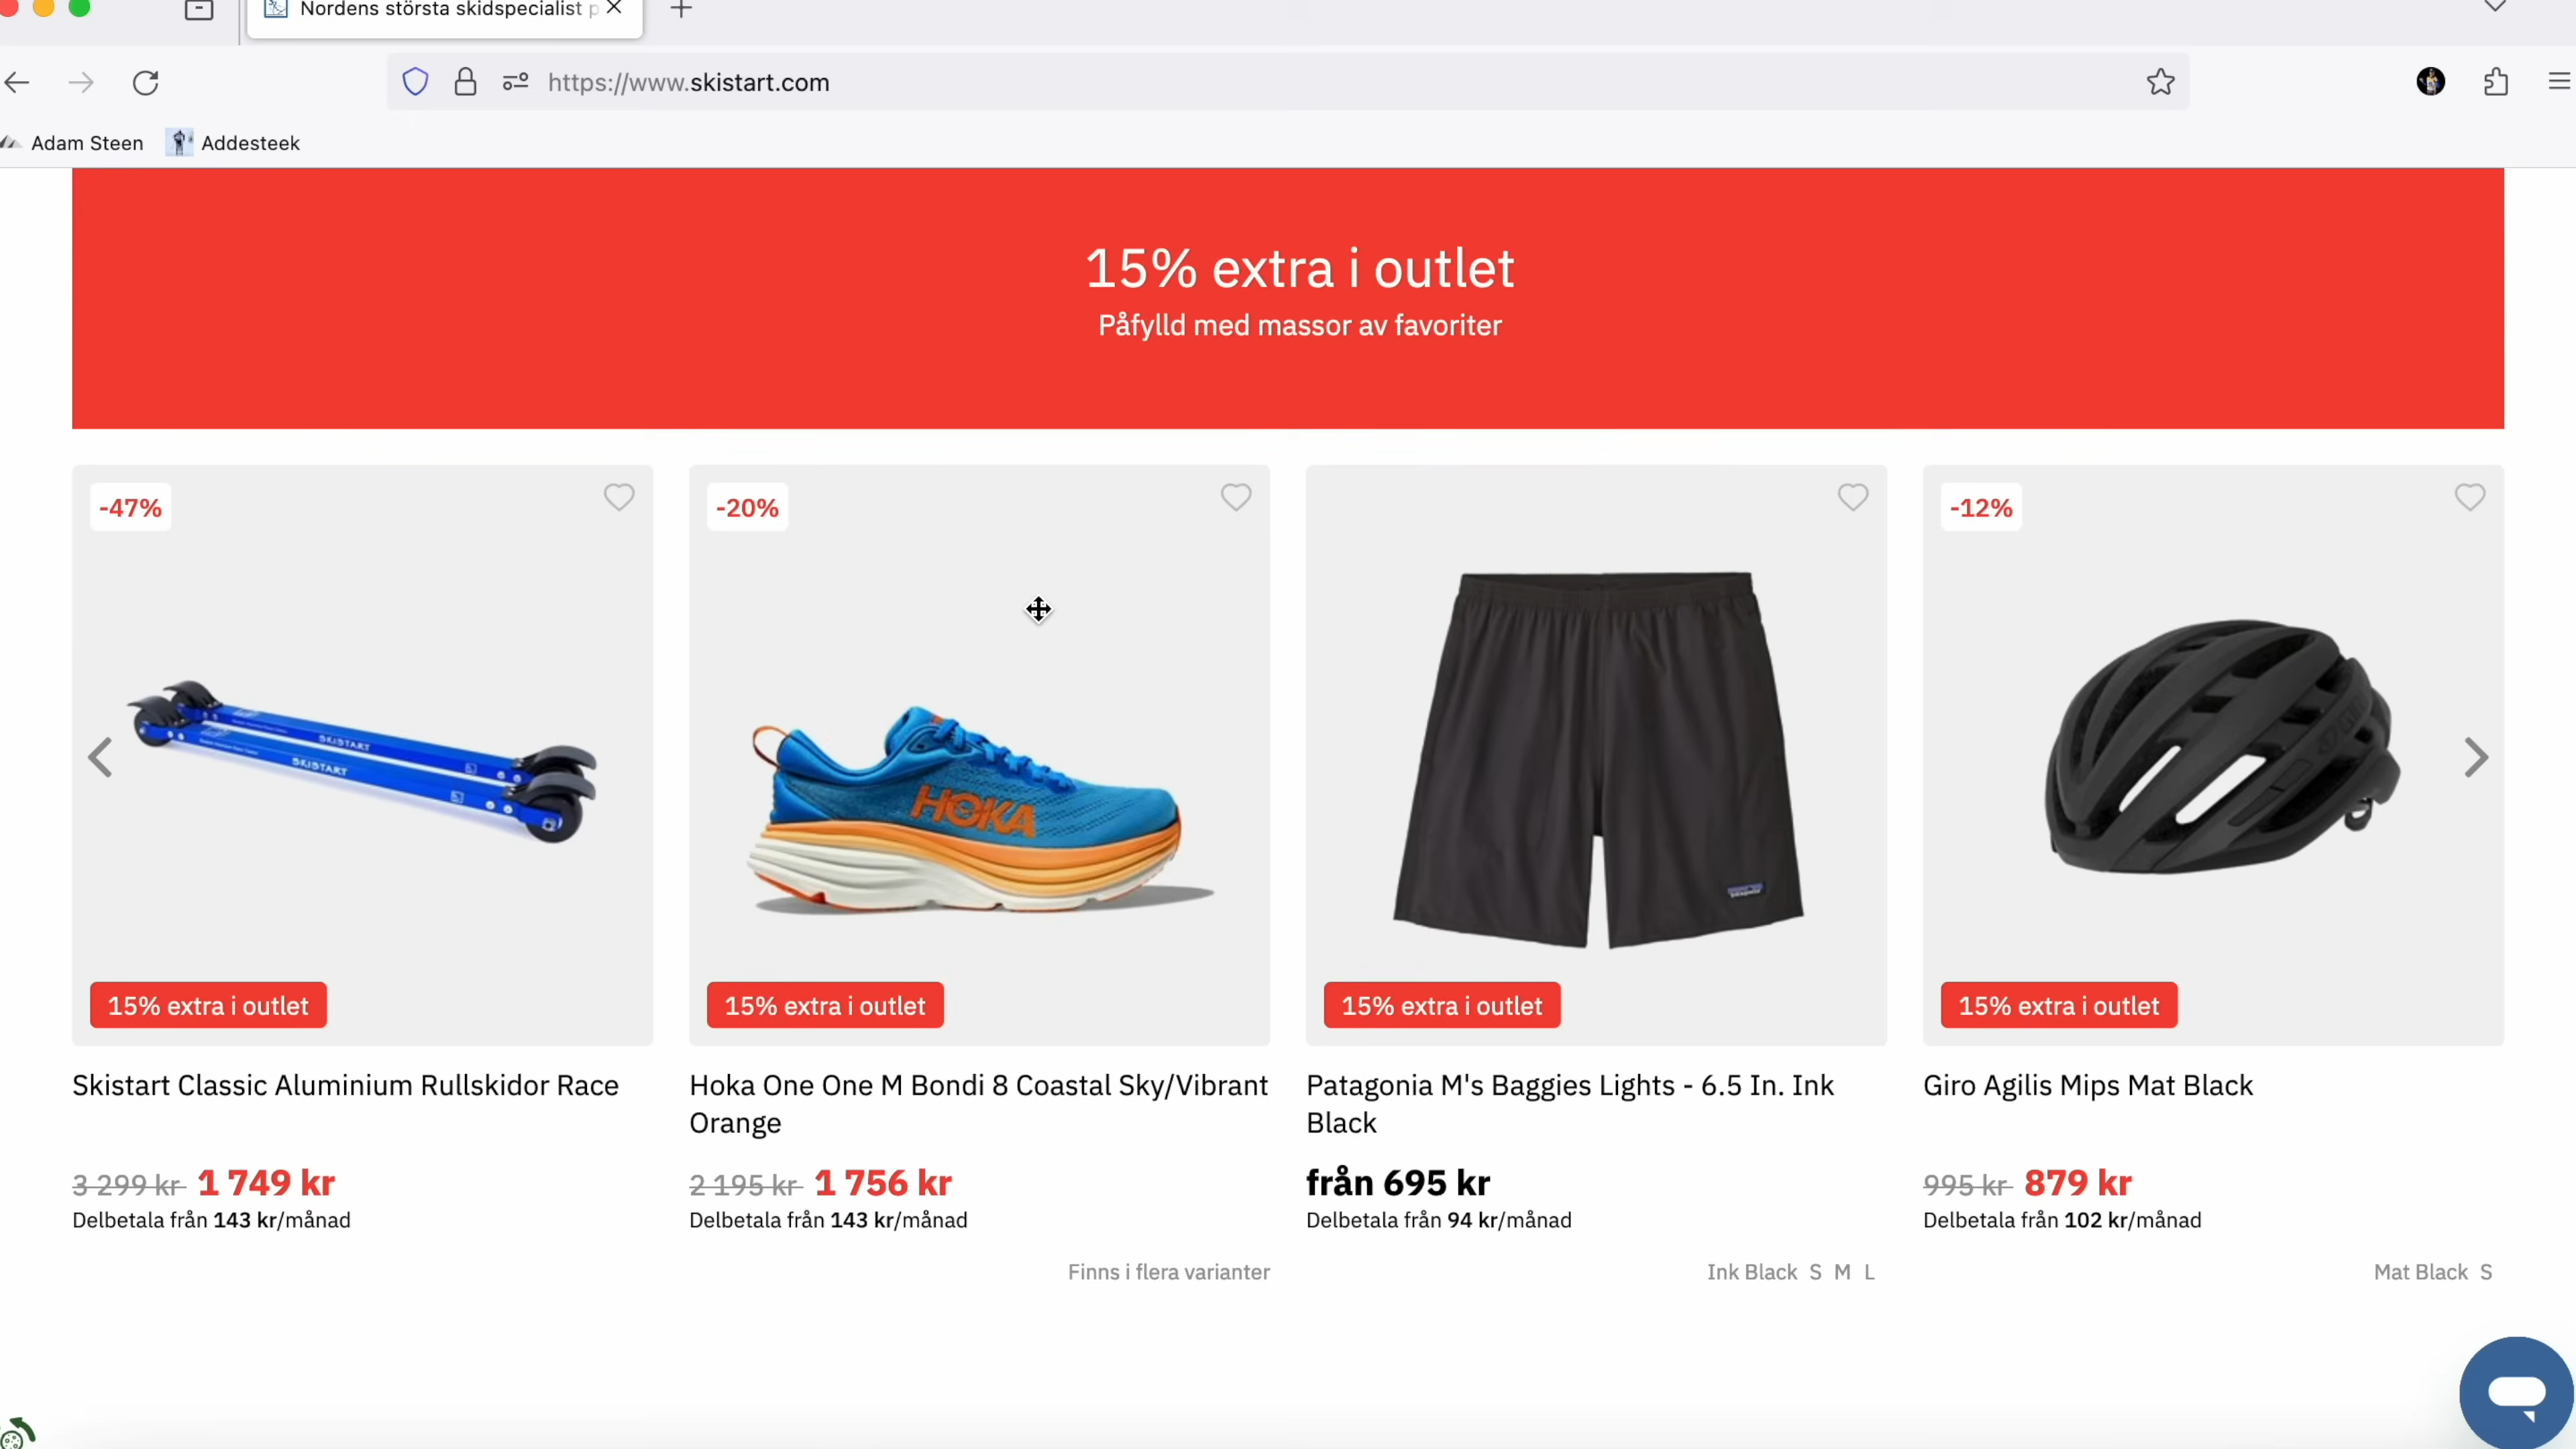 Nordens största skidspecialist p
https://www.skistart.com
Adam Steen
Addesteek
15% extra i outlet
Påfylld med massor av favoriter
-47%
SKISTART
SKISTART
15% extra i outlet
Skistart Classic Aluminium Rullskidor Race
3 299 kr 1 749 kr
Delbetala från 143 kr/månad
-20%
HOKA
15% extra i outlet
Hoka One One M Bondi 8 Coastal Sky/Vibrant
Orange
2 195 kr 1 756 kr
Delbetala från 143 kr/månad
Finns i flera varianter
patagonia
15% extra i outlet
Patagonia M's Baggies Lights - 6.5 In. Ink
Black
från 695 kr
Delbetala från 94 kr/månad
Ink Black S M L
-12%
15% extra i outlet
Giro Agilis Mips Mat Black
995 kr 879 kr
Delbetala från 102 kr/månad
Mat Black S